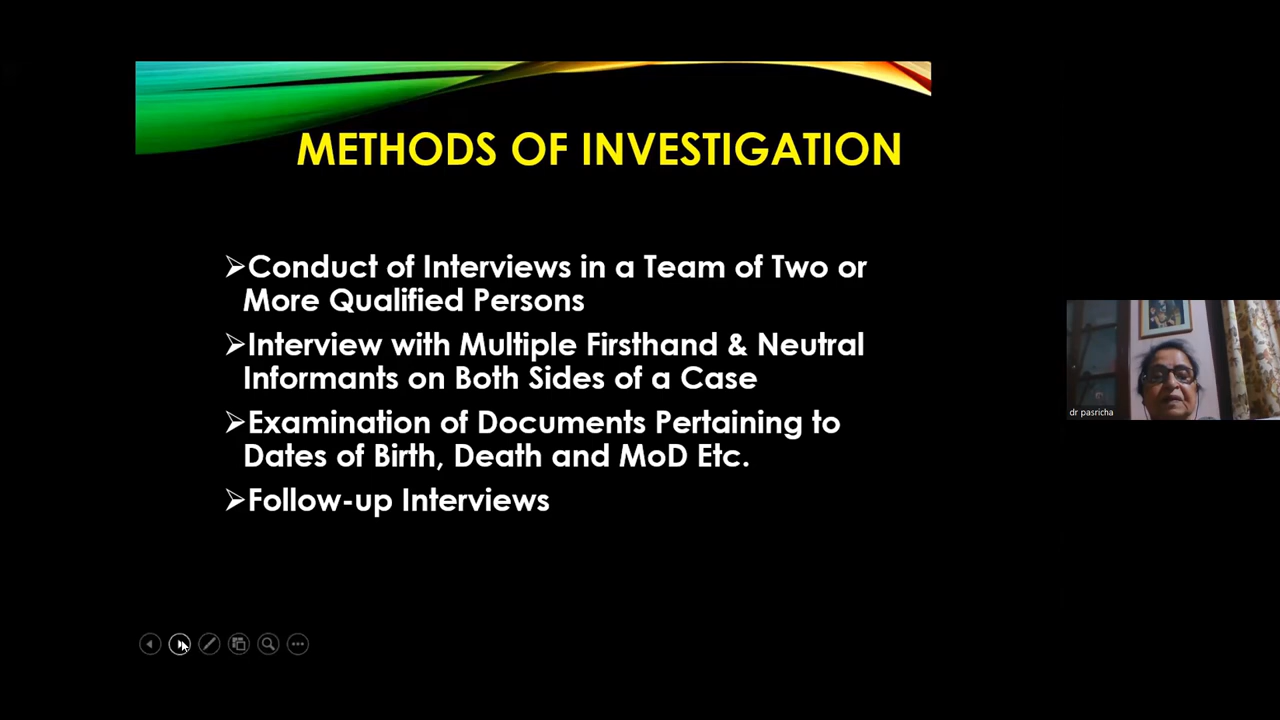 METHODS OF INVESTIGATION
➢Conduct of Interviews in a Team of Two or
More Qualified Persons
➢Interview with Multiple Firsthand & Neutral
Informants on Both Sides of a Case
➢Examination of Documents Pertaining to
Dates of Birth, Death and MoD Etc.
➢Follow-up Interviews
dr pasricha